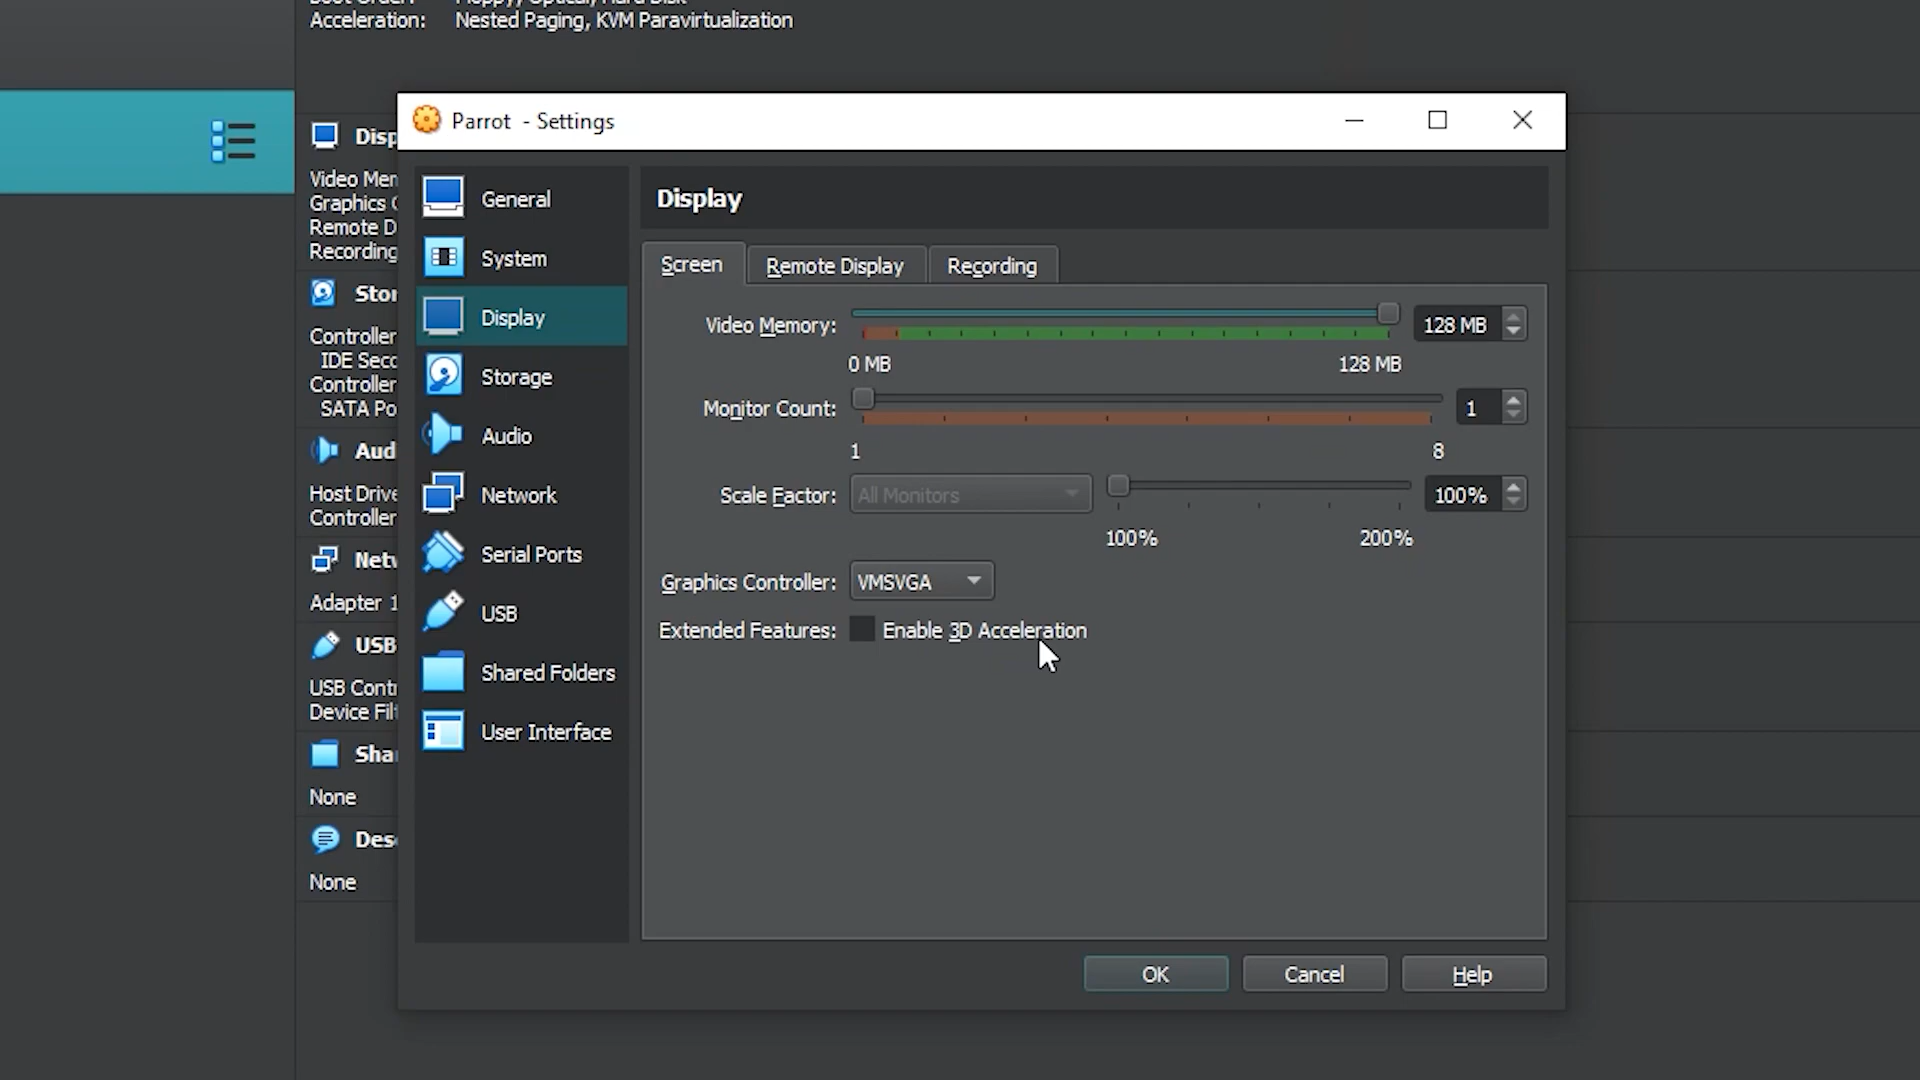 Acceleration: Nested Paging, KVM Paravirtualization
Parrot - Settings
Disp
Video Mem
Graphics C
Remote D
Recording
Stor
Controller
IDE Seco
Controller
SATA Po
Aud
Host Drive
Controller
Netw
Adapter 1
USB
USB Contr
Device Filt
Sha
None
Des
None
General
System
Display
Storage
Audio
Network
Serial Ports
USB
Shared Folders
User Interface
Display
Screen Remote Display Recording
Video Memory: 128 MB
0 MB 128 MB
Monitor Count: 1
1 8
Scale Factor: All Monitors 100%
100% 200%
Graphics Controller: VMSVGA
Extended Features: Enable 3D Acceleration
OK Cancel Help